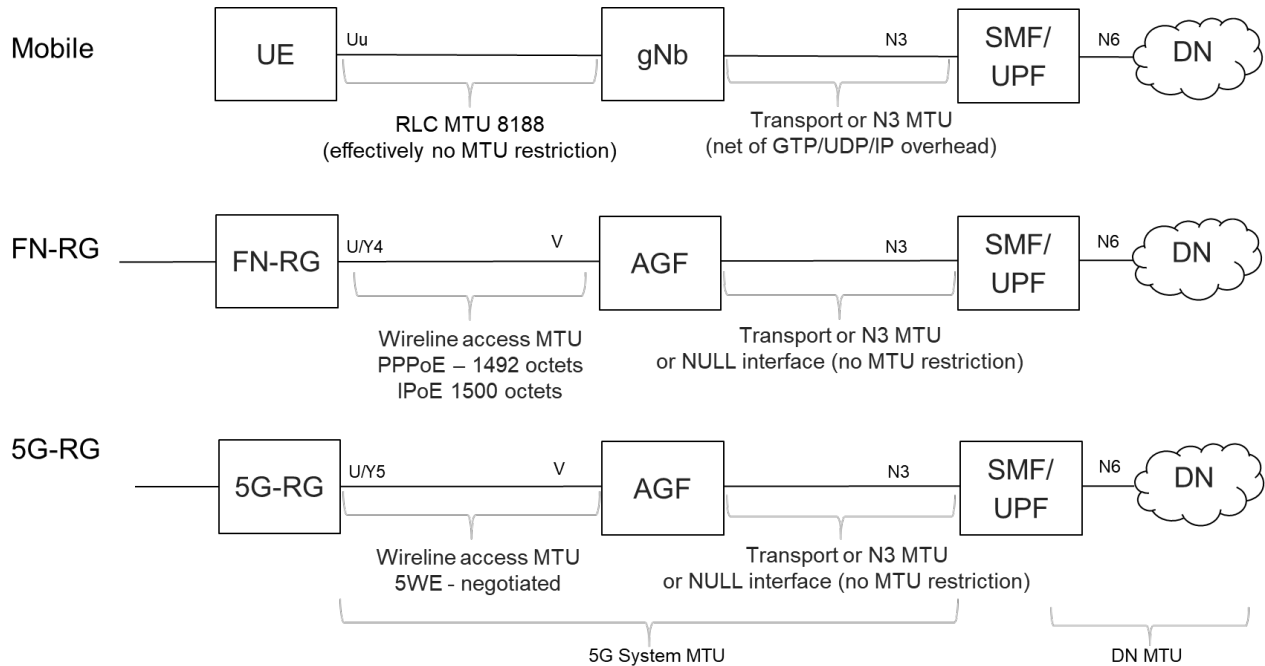 Mobile
UE
Uu
gNb
N3
SMF/
UPF
N6
DN
RLC MTU 8188
(effectively no MTU restriction)
Transport or N3 MTU
(net of GTP/UDP/IP overhead)
FN-RG
FN-RG
U/Y4
V
AGF
N3
SMF/
UPF
N6
DN
Wireline access MTU
PPPoE – 1492 octets
IPoE 1500 octets
Transport or N3 MTU
or NULL interface (no MTU restriction)
5G-RG
5G-RG
U/Y5
V
AGF
N3
SMF/
UPF
N6
DN
Wireline access MTU
5WE - negotiated
Transport or N3 MTU
or NULL interface (no MTU restriction)
5G System MTU
DN MTU